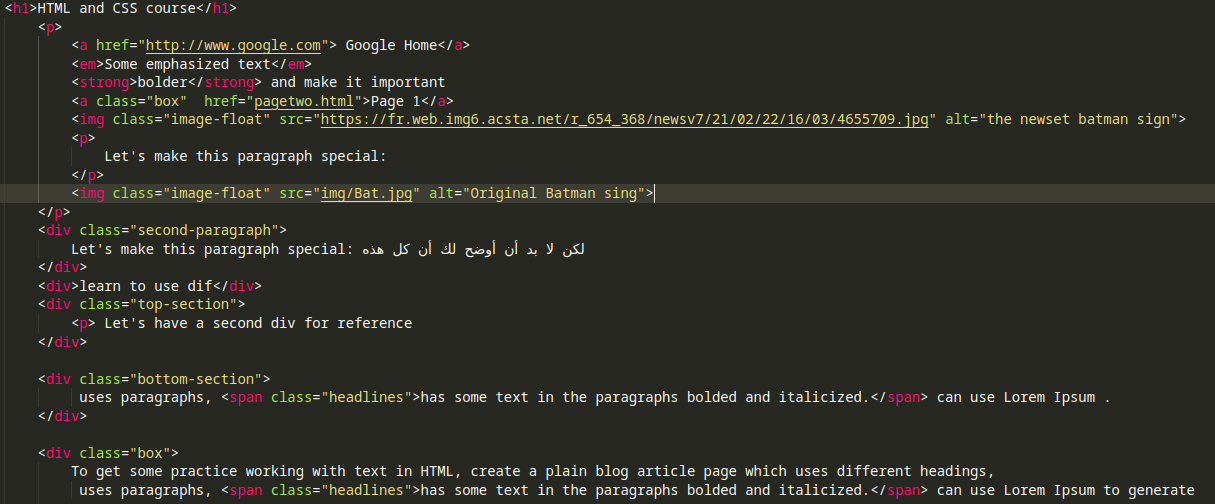 <h1>HTML and CSS course</h1>
<p>
<a href="http://www.google.com"> Google Home</a>
<em>Some emphasized text</em>
<strong>bolder</strong> and make it important
<a class="box"  href="pagetwo.html">Page 1</a>
<img class="image-float" src="https://fr.web.img6.acsta.net/r_654_368/newsv7/21/02/22/16/03/4655709.jpg" alt="the newset batman sign">
<p>
Let's make this paragraph special:
</p>
<img class="image-float" src="img/Bat.jpg" alt="Original Batman sing">
</p>
<div class="second-paragraph">
Let's make this paragraph special: لكن لا بد أن أوضح لك أن كل هذه
</div>
<div>learn to use dif</div>
<div class="top-section">
<p> Let's have a second div for reference
</div>
<div class="bottom-section">
uses paragraphs, <span class="headlines">has some text in the paragraphs bolded and italicized.</span> can use Lorem Ipsum .
</div>
<div class="box">
To get some practice working with text in HTML, create a plain blog article page which uses different headings,
uses paragraphs, <span class="headlines">has some text in the paragraphs bolded and italicized.</span> can use Lorem Ipsum to generate